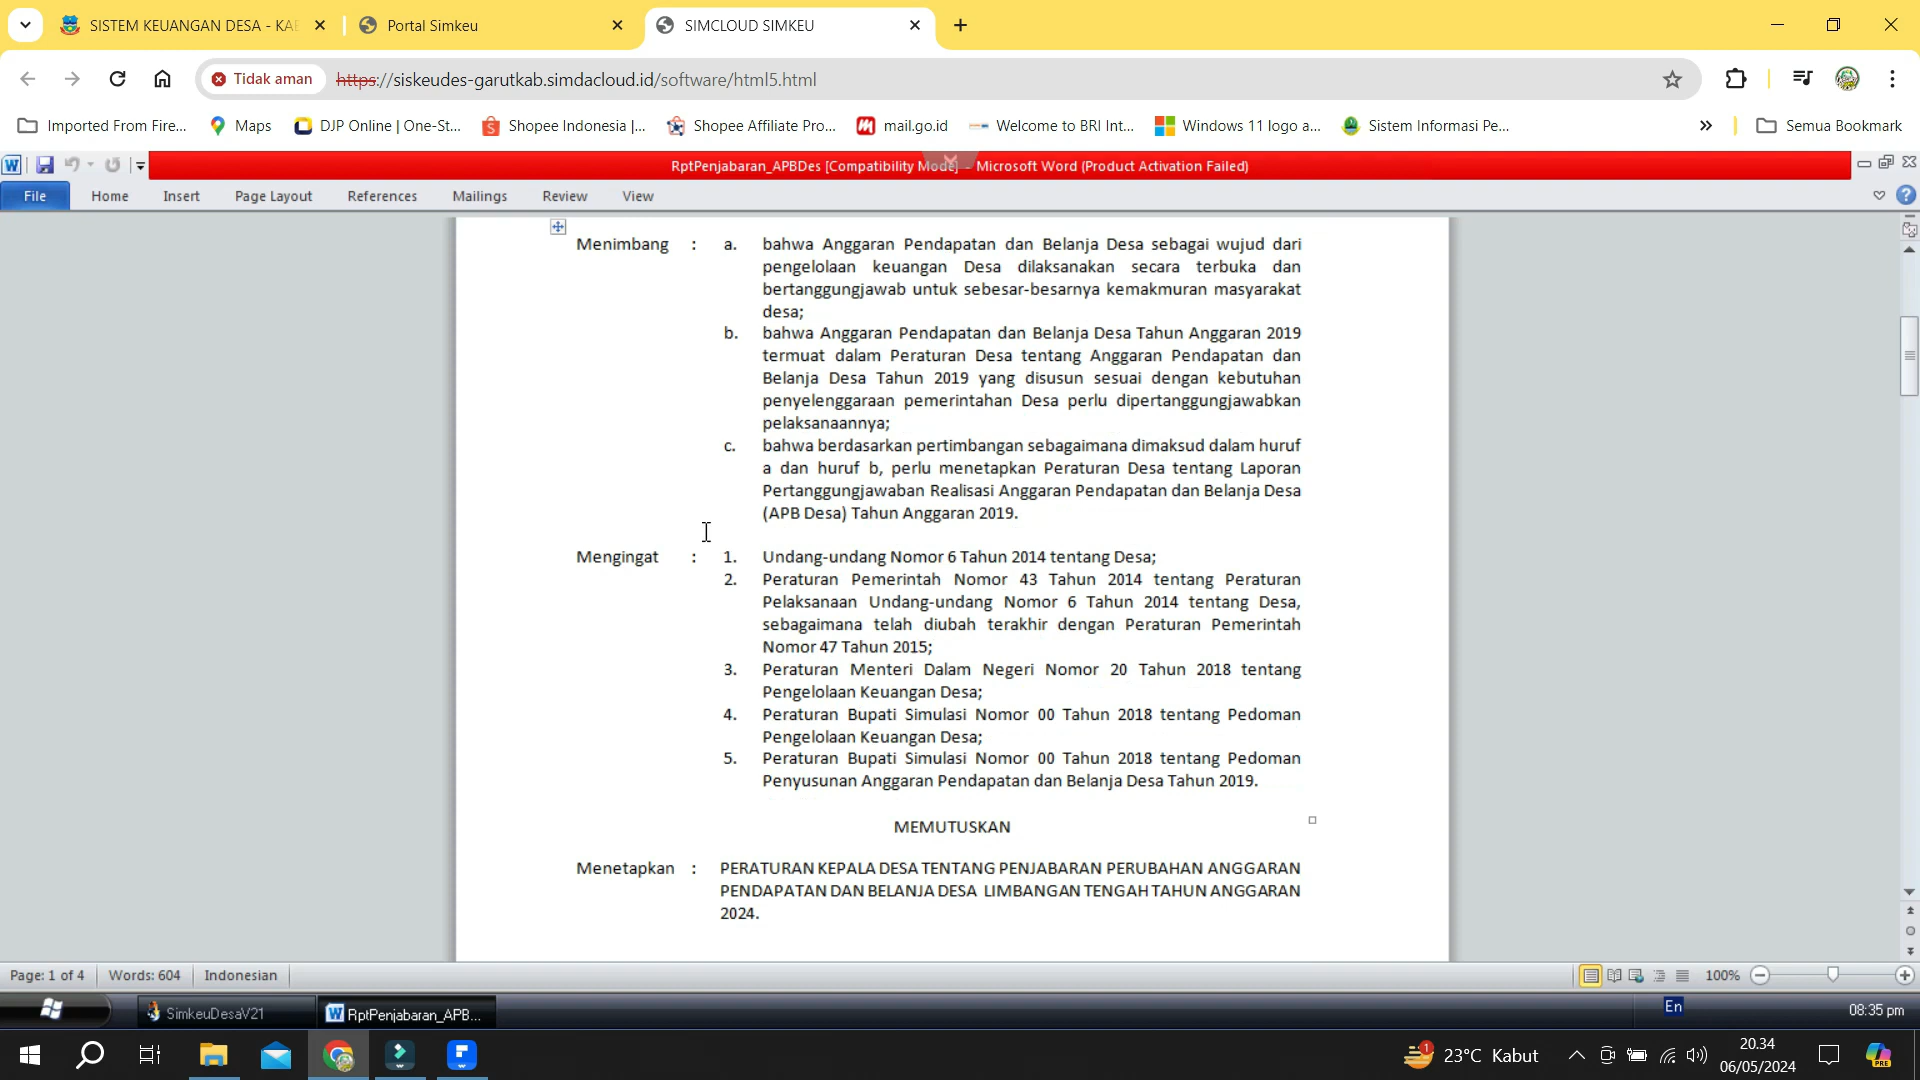 SISTEM KEUANGAN DESA - KAB
Portal Simkeu
SIMCLOUD SIMKEU
Tidak aman
https://siskeudes-garutkab.simdacloud.id/software/html5.html
Imported From Fire...
Maps
DJP Online | One-St...
Shopee Indonesia |...
Shopee Affiliate Pro...
mail.go.id
Welcome to BRI Int...
Windows 11 logo a...
Sistem Informasi Pe...
Semua Bookmark
RptPenjabaran_APBDes [Compatibility Mode] - Microsoft Word (Product Activation Failed)
File
Home
Insert
Page Layout
References
Mailings
Review
View
Menimbang : a. bahwa Anggaran Pendapatan dan Belanja Desa sebagai wujud dari
pengelolaan keuangan Desa dilaksanakan secara terbuka dan
bertanggungjawab untuk sebesar-besarnya kemakmuran masyarakat
desa;
b. bahwa Anggaran Pendapatan dan Belanja Desa Tahun Anggaran 2019
termuat dalam Peraturan Desa tentang Anggaran Pendapatan dan
Belanja Desa Tahun 2019 yang disusun sesuai dengan kebutuhan
penyelenggaraan pemerintahan Desa perlu dipertanggungjawabkan
pelaksanaannya;
c. bahwa berdasarkan pertimbangan sebagaimana dimaksud dalam huruf
a dan huruf b, perlu menetapkan Peraturan Desa tentang Laporan
Pertanggungjawaban Realisasi Anggaran Pendapatan dan Belanja Desa
(APB Desa) Tahun Anggaran 2019.
Mengingat : 1. Undang-undang Nomor 6 Tahun 2014 tentang Desa;
2. Peraturan Pemerintah Nomor 43 Tahun 2014 tentang Peraturan
Pelaksanaan Undang-undang Nomor 6 Tahun 2014 tentang Desa,
sebagaimana telah diubah terakhir dengan Peraturan Pemerintah
Nomor 47 Tahun 2015;
3. Peraturan Menteri Dalam Negeri Nomor 20 Tahun 2018 tentang
Pengelolaan Keuangan Desa;
4. Peraturan Bupati Simulasi Nomor 00 Tahun 2018 tentang Pedoman
Pengelolaan Keuangan Desa;
5. Peraturan Bupati Simulasi Nomor 00 Tahun 2018 tentang Pedoman
Penyusunan Anggaran Pendapatan dan Belanja Desa Tahun 2019.
MEMUTUSKAN
Menetapkan : PERATURAN KEPALA DESA TENTANG PENJABARAN PERUBAHAN ANGGARAN
PENDAPATAN DAN BELANJA DESA LIMBANGAN TENGAH TAHUN ANGGARAN
2024.
Page: 1 of 4
Words: 604
Indonesian
100%
SimkeuDesaV21
RptPenjabaran_APB...
En
08:35 pm
1
23°C Kabut
PRE
20.34
06/05/2024